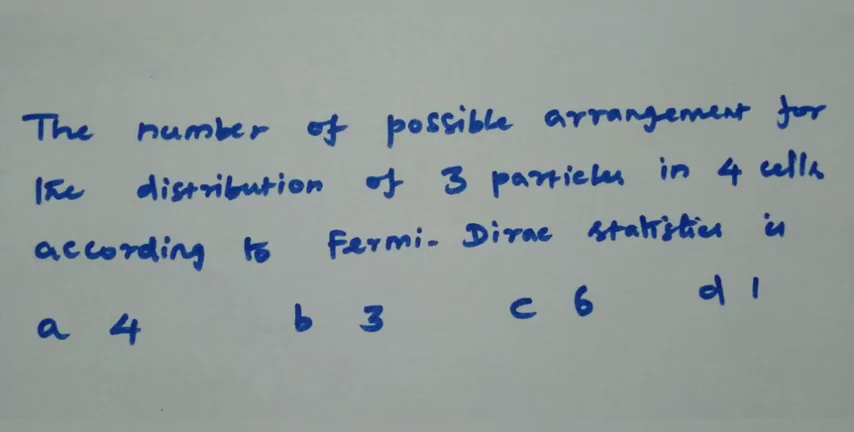 The number of possible arrangement for
the distribution of 3 particles in 4 cells
according to Fermi-Dirac statistics is
a 4 b 3 c 6 d 1